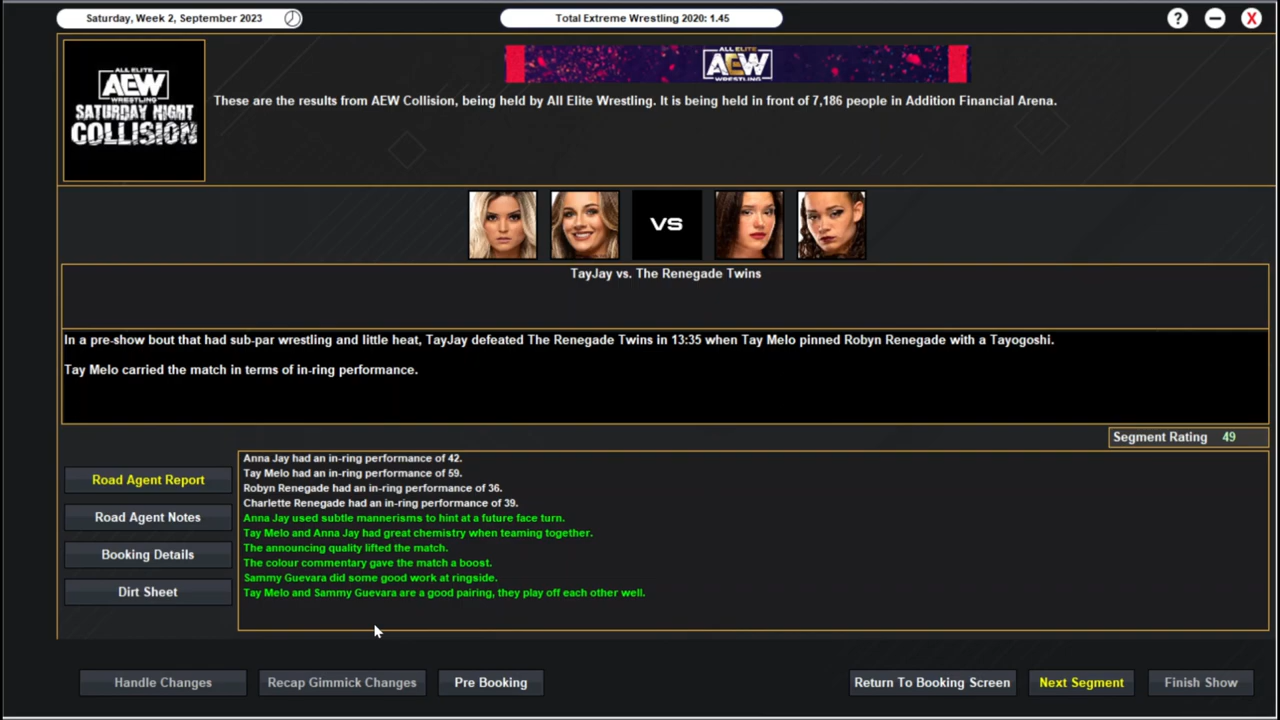 Saturday, Week 2, September 2023
Total Extreme Wrestling 2020: 1.45
?
X
ALL ELITE
AEW
WRESTLING
SATURDAY NIGHT
COLLISION
ALL ELITE
AEW
WRESTLING
These are the results from AEW Collision, being held by All Elite Wrestling. It is being held in front of 7,186 people in Addition Financial Arena.
VS
TayJay vs. The Renegade Twins
In a pre-show bout that had sub-par wrestling and little heat, TayJay defeated The Renegade Twins in 13:35 when Tay Melo pinned Robyn Renegade with a Tayogoshi.
Tay Melo carried the match in terms of in-ring performance.
Segment Rating 49
Road Agent Report
Road Agent Notes
Booking Details
Dirt Sheet
Anna Jay had an in-ring performance of 42.
Tay Melo had an in-ring performance of 59.
Robyn Renegade had an in-ring performance of 36.
Charlette Renegade had an in-ring performance of 39.
Anna Jay used subtle mannerisms to hint at a future face turn.
Tay Melo and Anna Jay had great chemistry when teaming together.
The announcing quality lifted the match.
The colour commentary gave the match a boost.
Sammy Guevara did some good work at ringside.
Tay Melo and Sammy Guevara are a good pairing, they play off each other well.
Handle Changes
Recap Gimmick Changes
Pre Booking
Return To Booking Screen
Next Segment
Finish Show